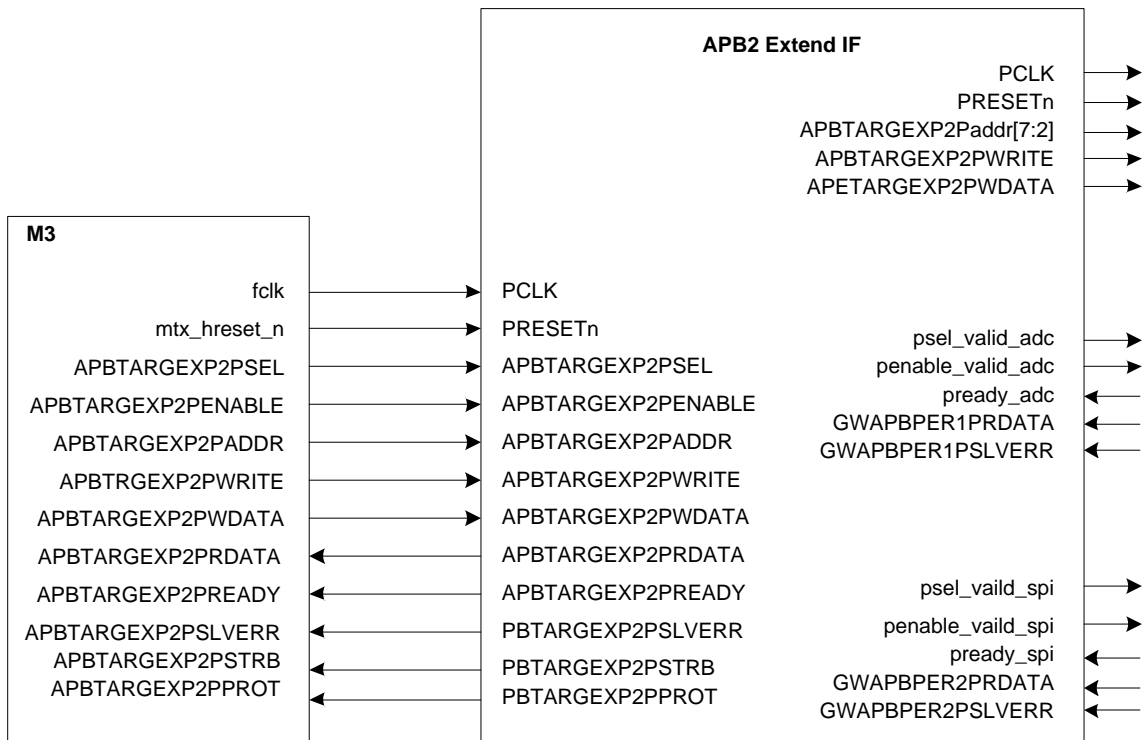 APB2 Extend IF
PCLK
PRESETn
APBTARGEXP2Paddr[7:2]
APBTARGEXP2PWRITE
APETARGEXP2PWDATA
M3
fclk
mtx_hreset_n
APBTARGEXP2PSEL
APBTARGEXP2PENABLE
APBTARGEXP2PADDR
APBTRGEXP2PWRITE
APBTARGEXP2PWDATA
APBTARGEXP2PRDATA
APBTARGEXP2PREADY
APBTARGEXP2PSLVERR
APBTARGEXP2PSTRB
APBTARGEXP2PPROT
PCLK
PRESETn
APBTARGEXP2PSEL
APBTARGEXP2PENABLE
APBTARGEXP2PADDR
APBTARGEXP2PWRITE
APBTARGEXP2PWDATA
APBTARGEXP2PRDATA
APBTARGEXP2PREADY
PBTARGEXP2PSLVERR
PBTARGEXP2PSTRB
PBTARGEXP2PPROT
psel_valid_adc
penable_valid_adc
pready_adc
GWAPBPER1PRDATA
GWAPBPER1PSLVERR
psel_vaild_spi
penable_vaild_spi
pready_spi
GWAPBPER2PRDATA
GWAPBPER2PSLVERR